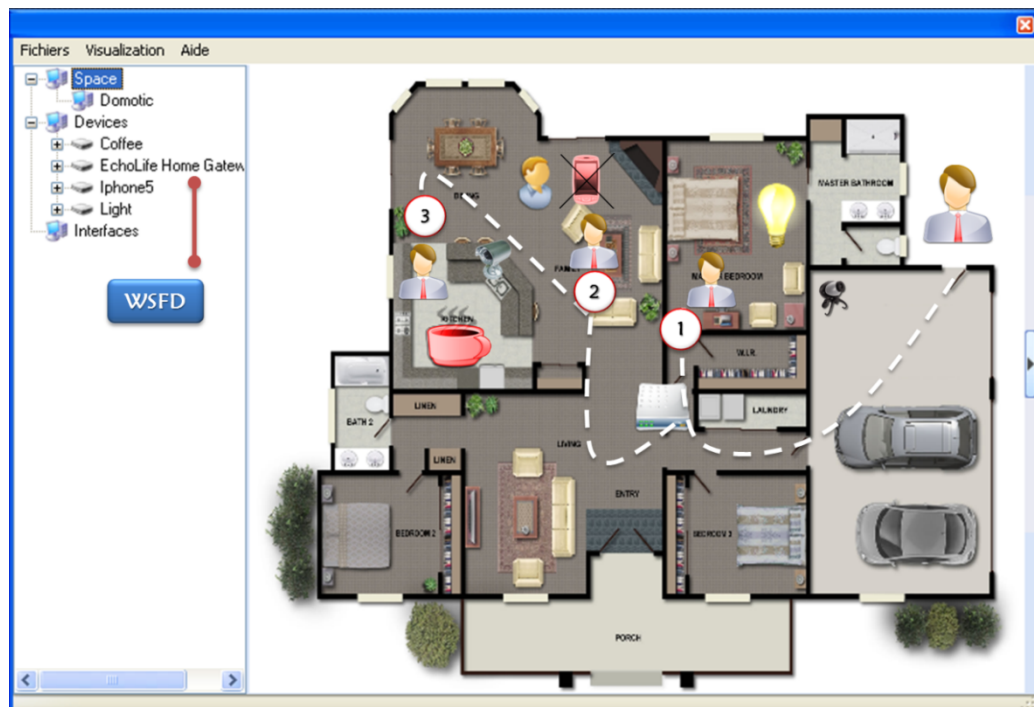 Fichiers Visualization Aide
Space
Domotic
Devices
Coffee
EchoLife Home Gatew
Iphone5
Light
Interfaces
WSFD
MASTER BATHROOM
3
FAMILY
2
1
KITCHEN
W.I.R.
LINEN
LAUNDRY
BATH 2
LIVING
LINEN
ENTRY
BEDROOM 2
BEDROOM 3
PORCH